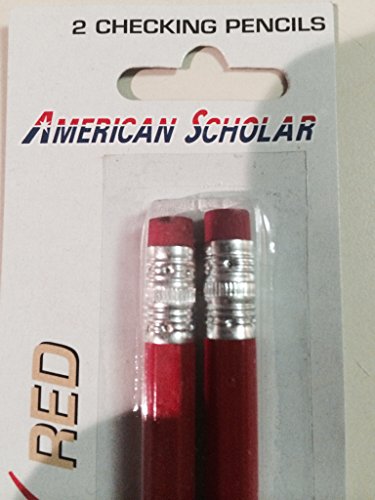 2 CHECKING PENCILS
AMERICAN SCHOLAR
RED